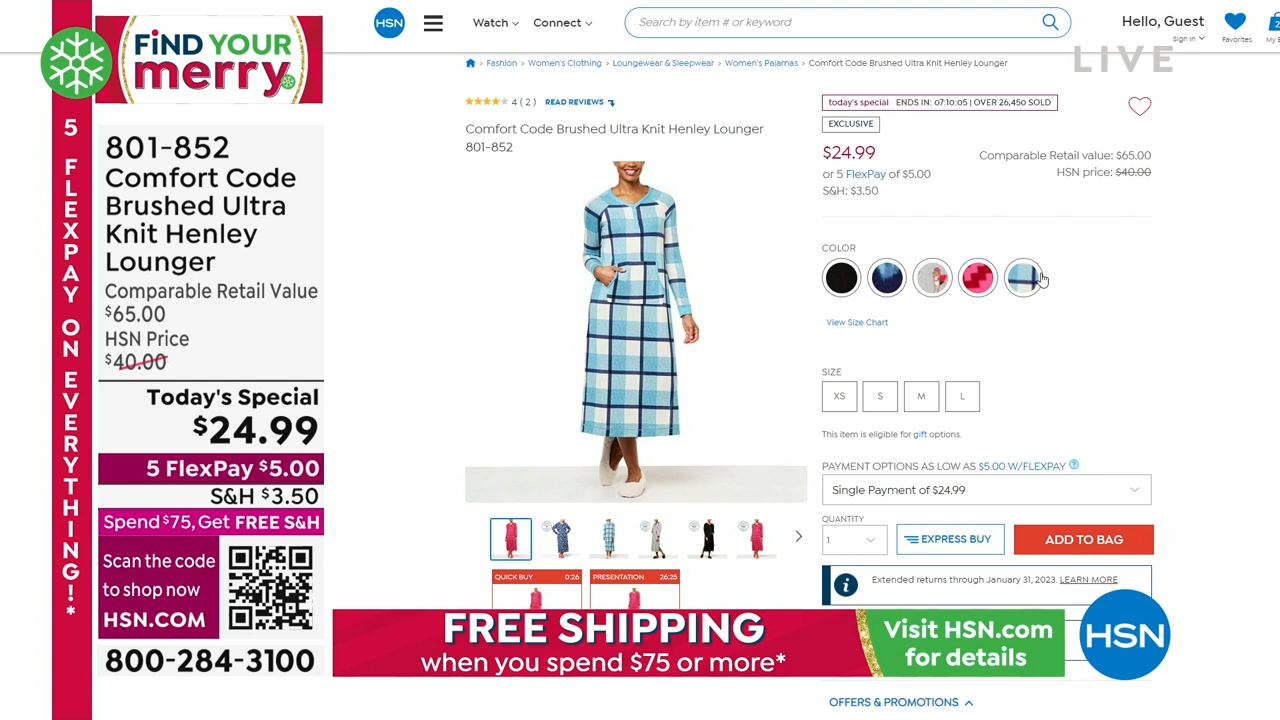 FiNDYOUR
merry
5 FLEXPAY ON EVERYTHING!*
801-852
Comfort Code
Brushed Ultra
Knit Henley
Lounger
Comparable Retail Value
$65.00
HSN Price
$40.00
Today's Special
$24.99
5 FlexPay $5.00
S&H $3.50
Spend $75, Get FREE S&H
Scan the code
to shop now
HSN.COM
800-284-3100
HSN
Watch
Connect
Search by item # or keyword
Hello, Guest
Sign In
Favorites
LIVE
> Fashion > Women's Clothing > Loungewear & Sleepwear > Women's Pajamas > Comfort Code Brushed Ultra Knit Henley Lounger
4 ( 2 ) READ REVIEWS
Comfort Code Brushed Ultra Knit Henley Lounger
801-852
today's special ENDS IN: 07:10:05 | OVER 26,450 SOLD
EXCLUSIVE
$24.99
Comparable Retail value: $65.00
or 5 FlexPay of $5.00
HSN price: $40.00
S&H: $3.50
COLOR
View Size Chart
SIZE
XS S M L
This item is eligible for gift options.
PAYMENT OPTIONS AS LOW AS $5.00 W/FLEXPAY
Single Payment of $24.99
QUANTITY
1
EXPRESS BUY
ADD TO BAG
Extended returns through January 31, 2023. LEARN MORE
QUICK BUY 0:26
PRESENTATION 26:25
FREE SHIPPING
when you spend $75 or more*
Visit HSN.com
for details
HSN
OFFERS & PROMOTIONS